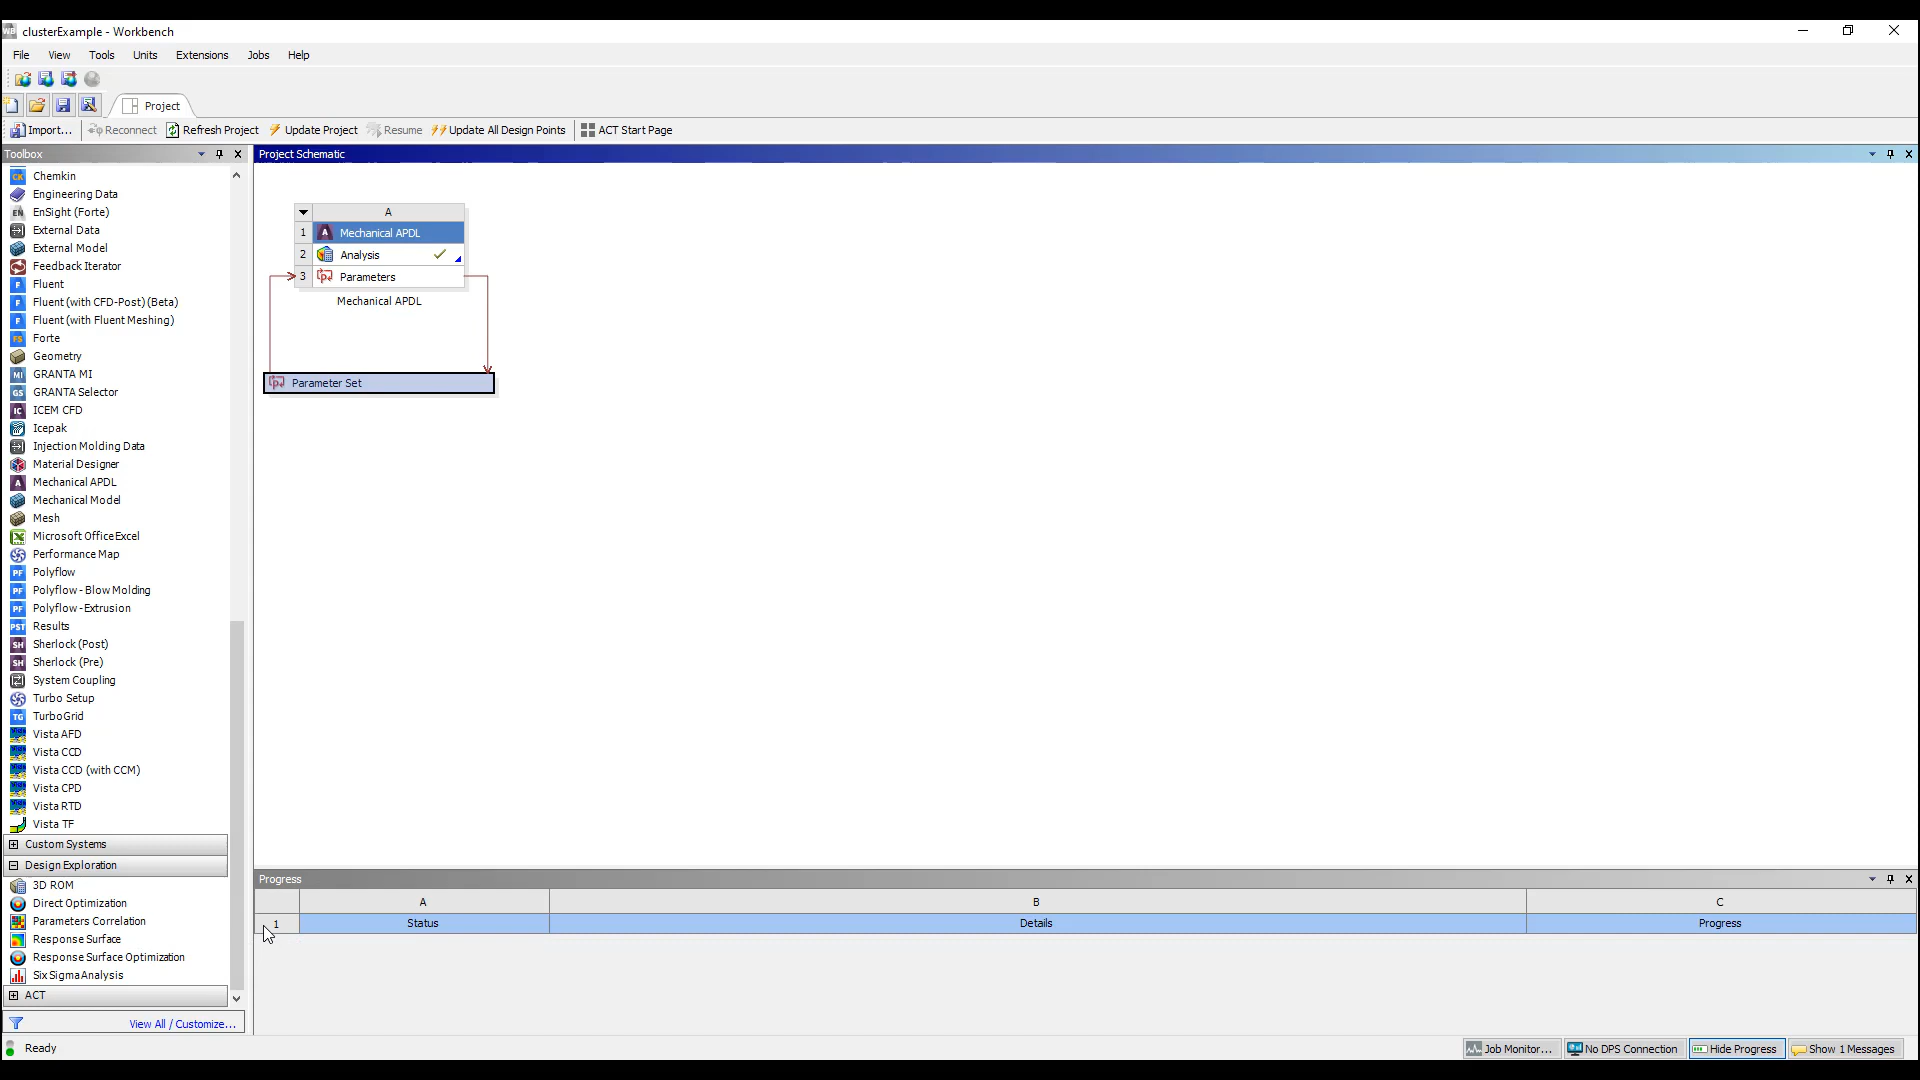 clusterExample - Workbench
File View Tools Units Extensions Jobs Help
Project
Import... Reconnect Refresh Project Update Project Resume Update All Design Points ACT Start Page
Toolbox
Chemkin
Engineering Data
EnSight (Forte)
External Data
External Model
Feedback Iterator
Fluent
Fluent (with CFD-Post) (Beta)
Fluent (with Fluent Meshing)
Forte
Geometry
GRANTA MI
GRANTA Selector
ICEM CFD
Icepak
Injection Molding Data
Material Designer
Mechanical APDL
Mechanical Model
Mesh
Microsoft Office Excel
Performance Map
Polyflow
Polyflow - Blow Molding
Polyflow - Extrusion
Results
Sherlock (Post)
Sherlock (Pre)
System Coupling
Turbo Setup
TurboGrid
Vista AFD
Vista CCD
Vista CCD (with CCM)
Vista CPD
Vista RTD
Vista TF
Custom Systems
Design Exploration
3D ROM
Direct Optimization
Parameters Correlation
Response Surface
Response Surface Optimization
Six Sigma Analysis
ACT
View All / Customize...
Project Schematic
A
1 Mechanical APDL
2 Analysis
3 Parameters
Mechanical APDL
Parameter Set
Progress
A B C
1 Status Details Progress
Ready
Job Monitor... No DPS Connection Hide Progress Show 1 Messages